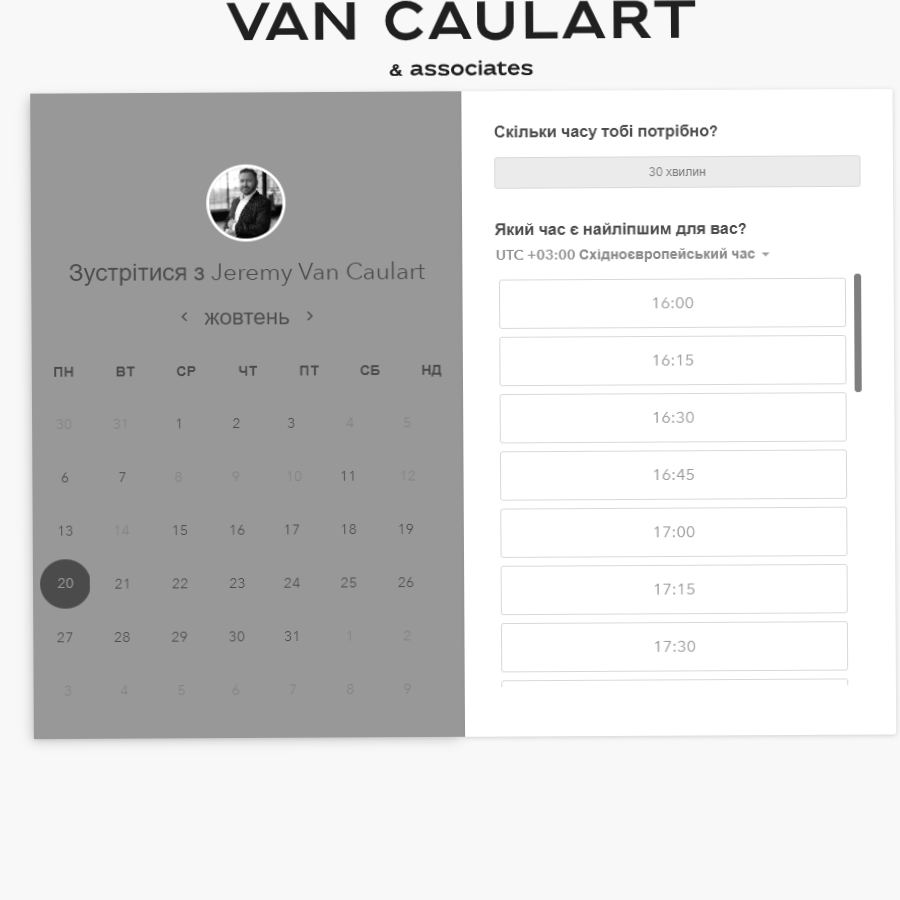 VAN CAULART
& associates
Зустрітися з Jeremy Van Caulart
жовтень
ПН ВТ СР ЧТ ПТ СБ НД
30 31 1 2 3 4 5
6 7 8 9 10 11 12
13 14 15 16 17 18 19
20 21 22 23 24 25 26
27 28 29 30 31 1 2
3 4 5 6 7 8 9
Скільки часу тобі потрібно?
30 хвилин
Який час є найліпшим для вас?
UTC +03:00 Східноєвропейський час
16:00
16:15
16:30
16:45
17:00
17:15
17:30